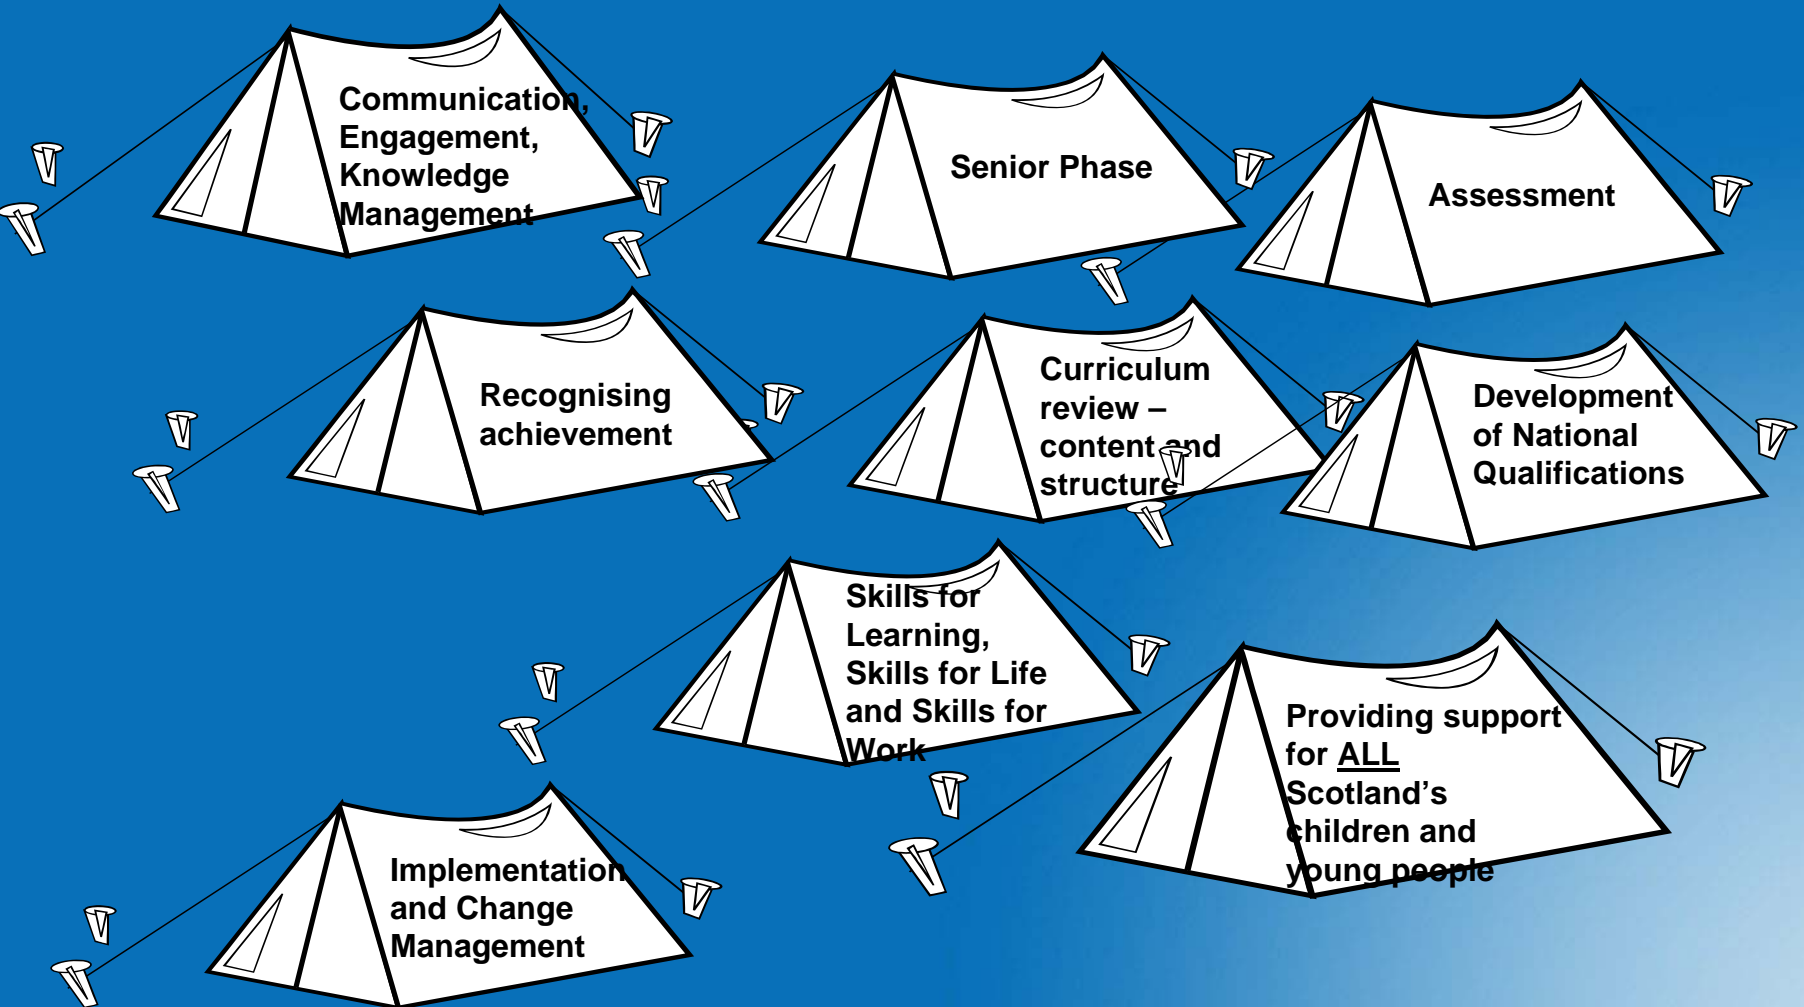 Communication,
Engagement,
Knowledge
Management
Senior Phase
Assessment
Recognising
achievement
Curriculum
review –
content and
structure
Development
of National
Qualifications
Skills for
Learning,
Skills for Life
and Skills for
Work
Providing support
for ALL
Scotland’s
children and
young people
Implementation
and Change
Management